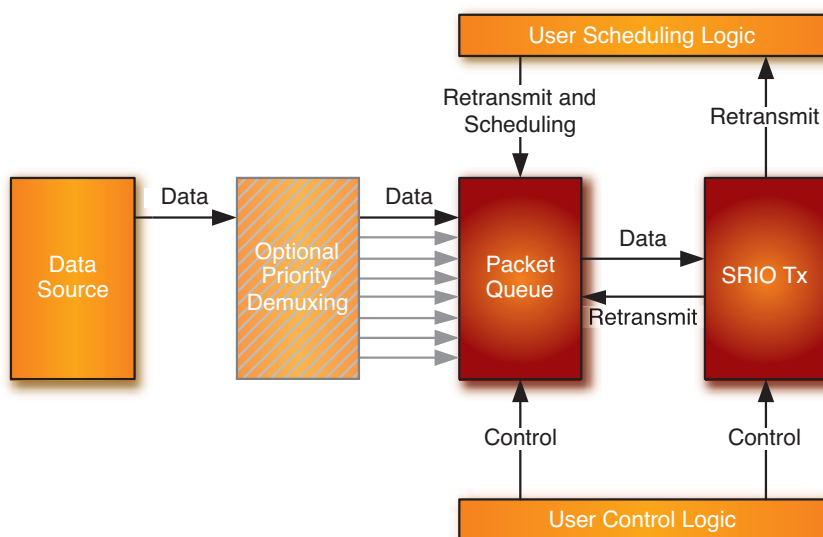 User Scheduling Logic
Retransmit and
Scheduling
Retransmit
Data
Data
Data
Source
Optional
Priority
Demuxing
Packet
Queue
Data
SRIO Tx
Retransmit
Control
Control
User Control Logic